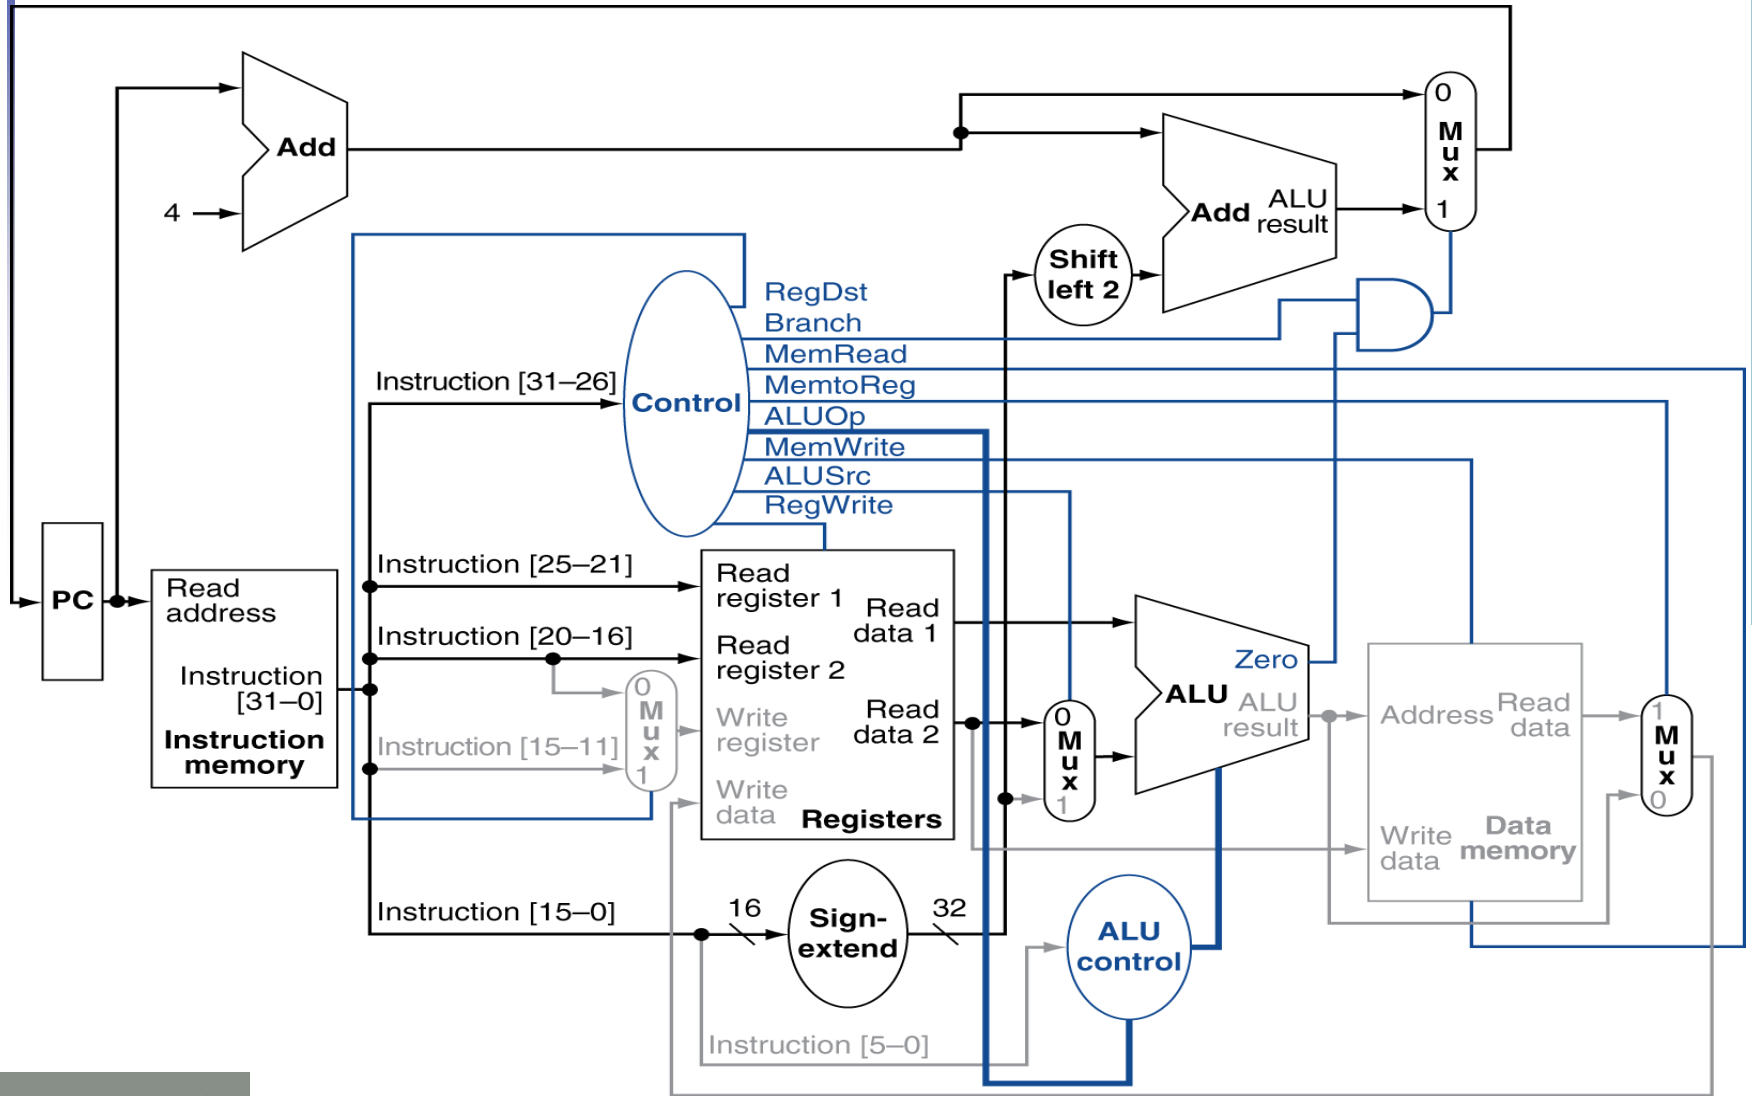 0
M
u
x
1
Add
4
Add
ALU
result
Shift
left 2
RegDst
Branch
MemRead
MemtoReg
ALUOp
MemWrite
ALUSrc
RegWrite
Control
Instruction [31–26]
Instruction [25–21]
Instruction [20–16]
Instruction [15–11]
Instruction [15–0]
Instruction [5–0]
PC
Read
address
Instruction
[31–0]
Instruction
memory
0
M
u
x
1
Read
register 1
Read
register 2
Write
register
Write
data
Read
data 1
Read
data 2
Registers
0
M
u
x
1
Zero
ALU
ALU
result
Address
Read
data
Write
data
Data
memory
1
M
u
x
0
16
Sign-
extend
32
ALU
control